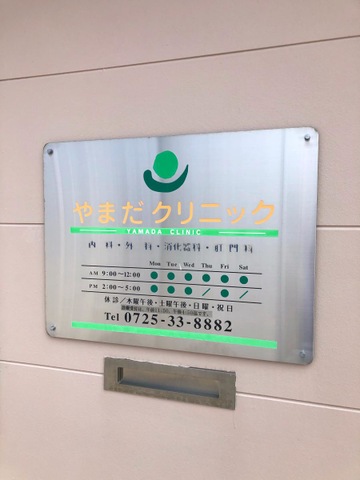 やまだクリニック
YAMADA CLINIC
内科・外科・消化器科・肛門科
Mon Tue Wed Thu Fri Sat
AM 9:00〜12:00 ● ● ● ● ● ●
PM 2:00〜5:00 ● ● ● / ● /
休診／木曜午後・土曜午後・日曜・祝日
Tel 0725-33-8882